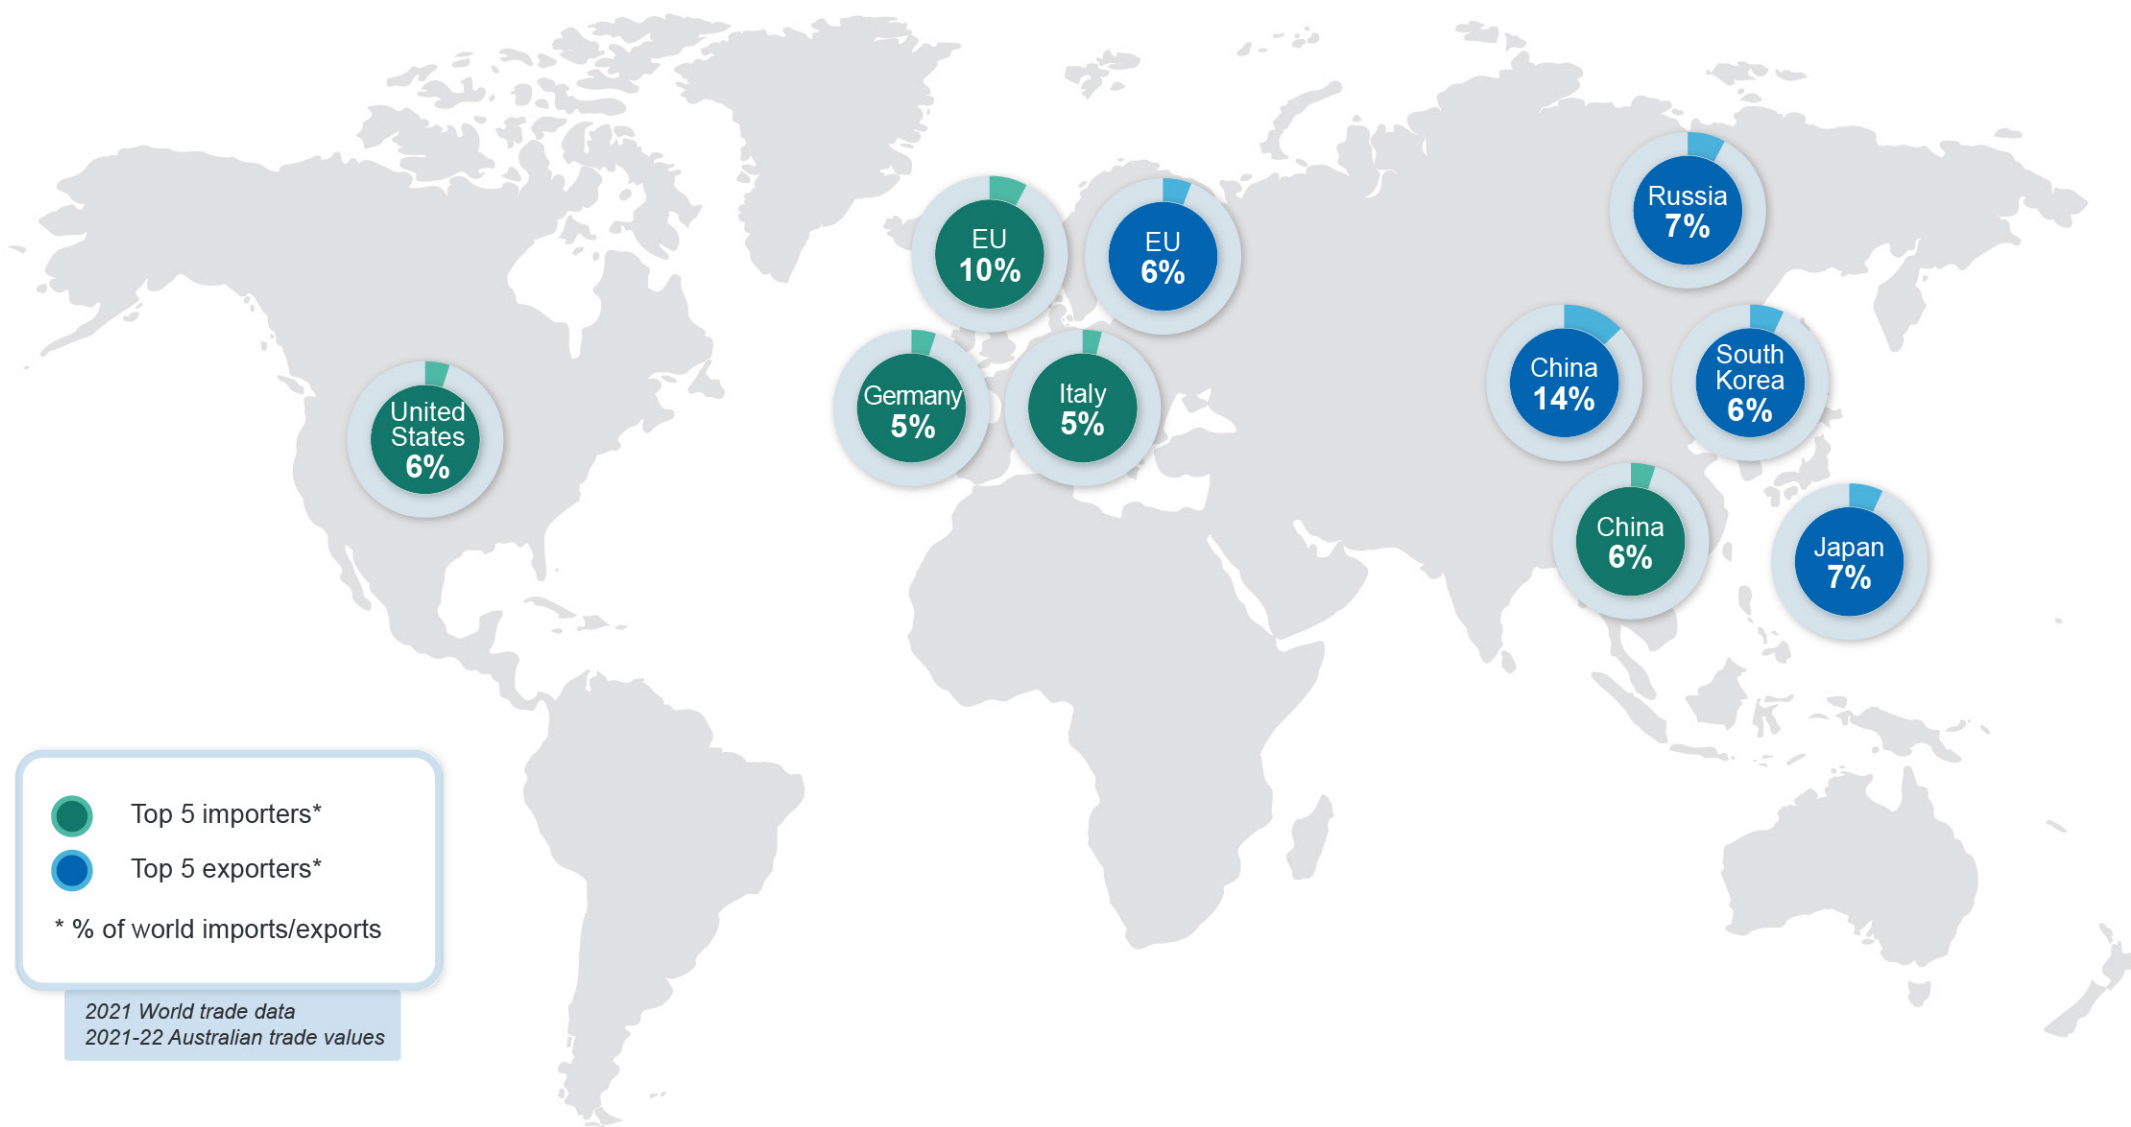 Russia
7%
EU
10%
EU
6%
China
14%
South
Korea
6%
Germany
5%
Italy
5%
United
States
6%
China
6%
Japan
7%
Top 5 importers*
Top 5 exporters*
* % of world imports/exports
2021 World trade data
2021-22 Australian trade values